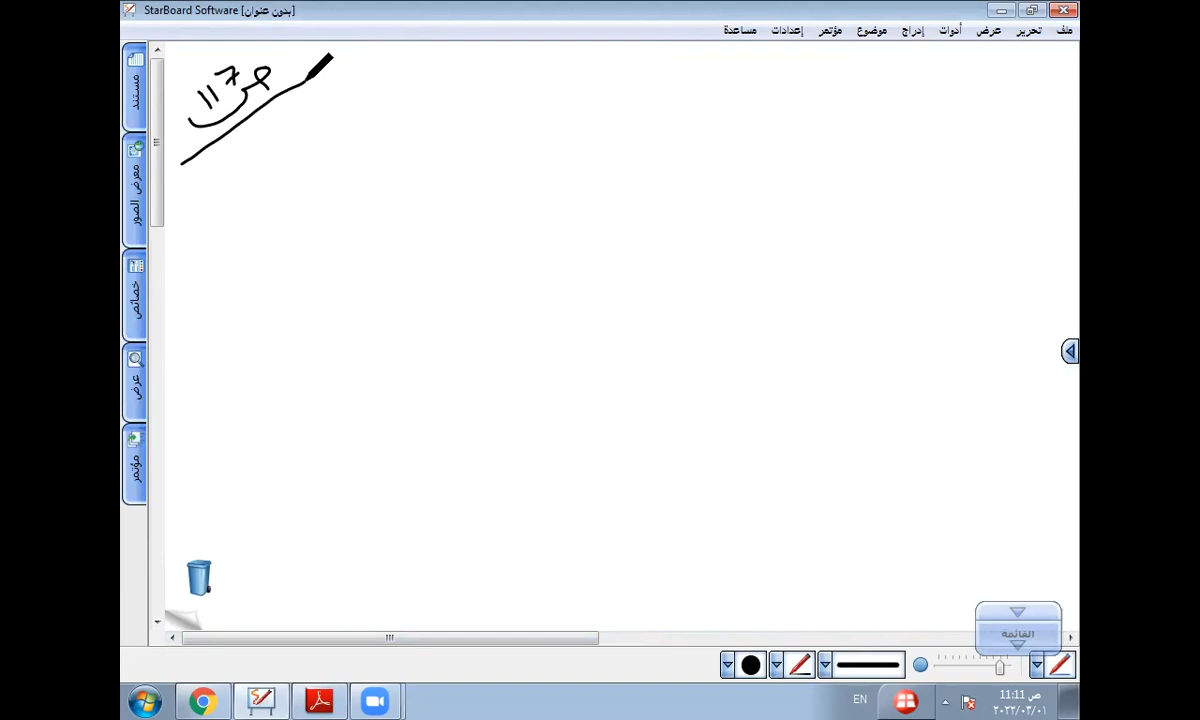 StarBoard Software [بدون عنوان]
ملف تحرير عرض أدوات إدراج موضوع مؤتمر إعدادات مساعدة
ص 117
مستند
معرض الصور
خصائص
عرض
مؤتمر
القائمة
EN
11:11 ص
٢٠٢٢/٠٣/٠١